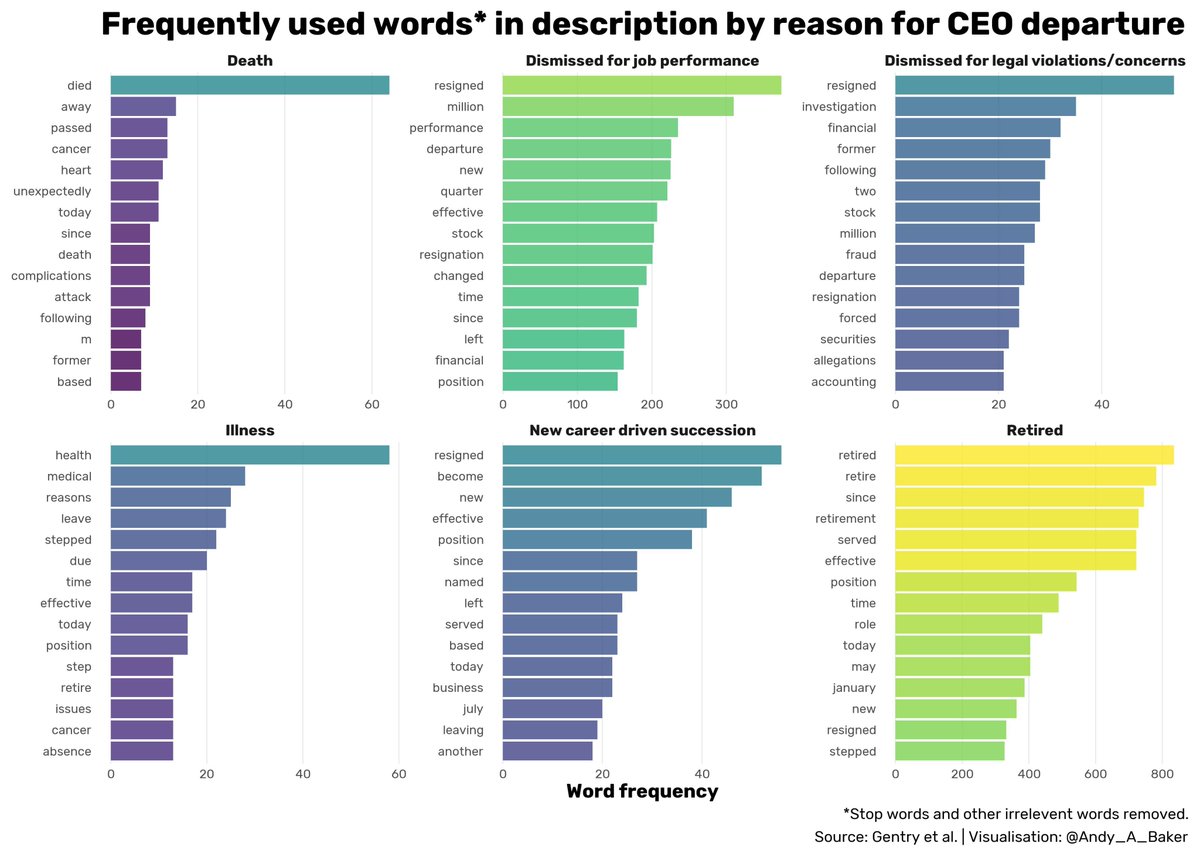 Frequently used words* in description by reason for CEO departure
Death
died
away
passed
cancer
heart
unexpectedly
today
since
death
complications
attack
following
m
former
based
0 20 40 60
Dismissed for job performance
resigned
million
performance
departure
new
quarter
effective
stock
resignation
changed
time
since
left
financial
position
0 100 200 300
Dismissed for legal violations/concerns
resigned
investigation
financial
former
following
two
stock
million
fraud
departure
resignation
forced
securities
allegations
accounting
0 20 40
Illness
health
medical
reasons
leave
stepped
due
time
effective
today
position
step
retire
issues
cancer
absence
0 20 40 60
New career driven succession
resigned
become
new
effective
position
since
named
left
served
based
today
business
july
leaving
another
0 20 40
Retired
retired
retire
since
retirement
served
effective
position
time
role
today
may
january
new
resigned
stepped
0 200 400 600 800
Word frequency
*Stop words and other irrelevent words removed.
Source: Gentry et al. | Visualisation: @Andy_A_Baker